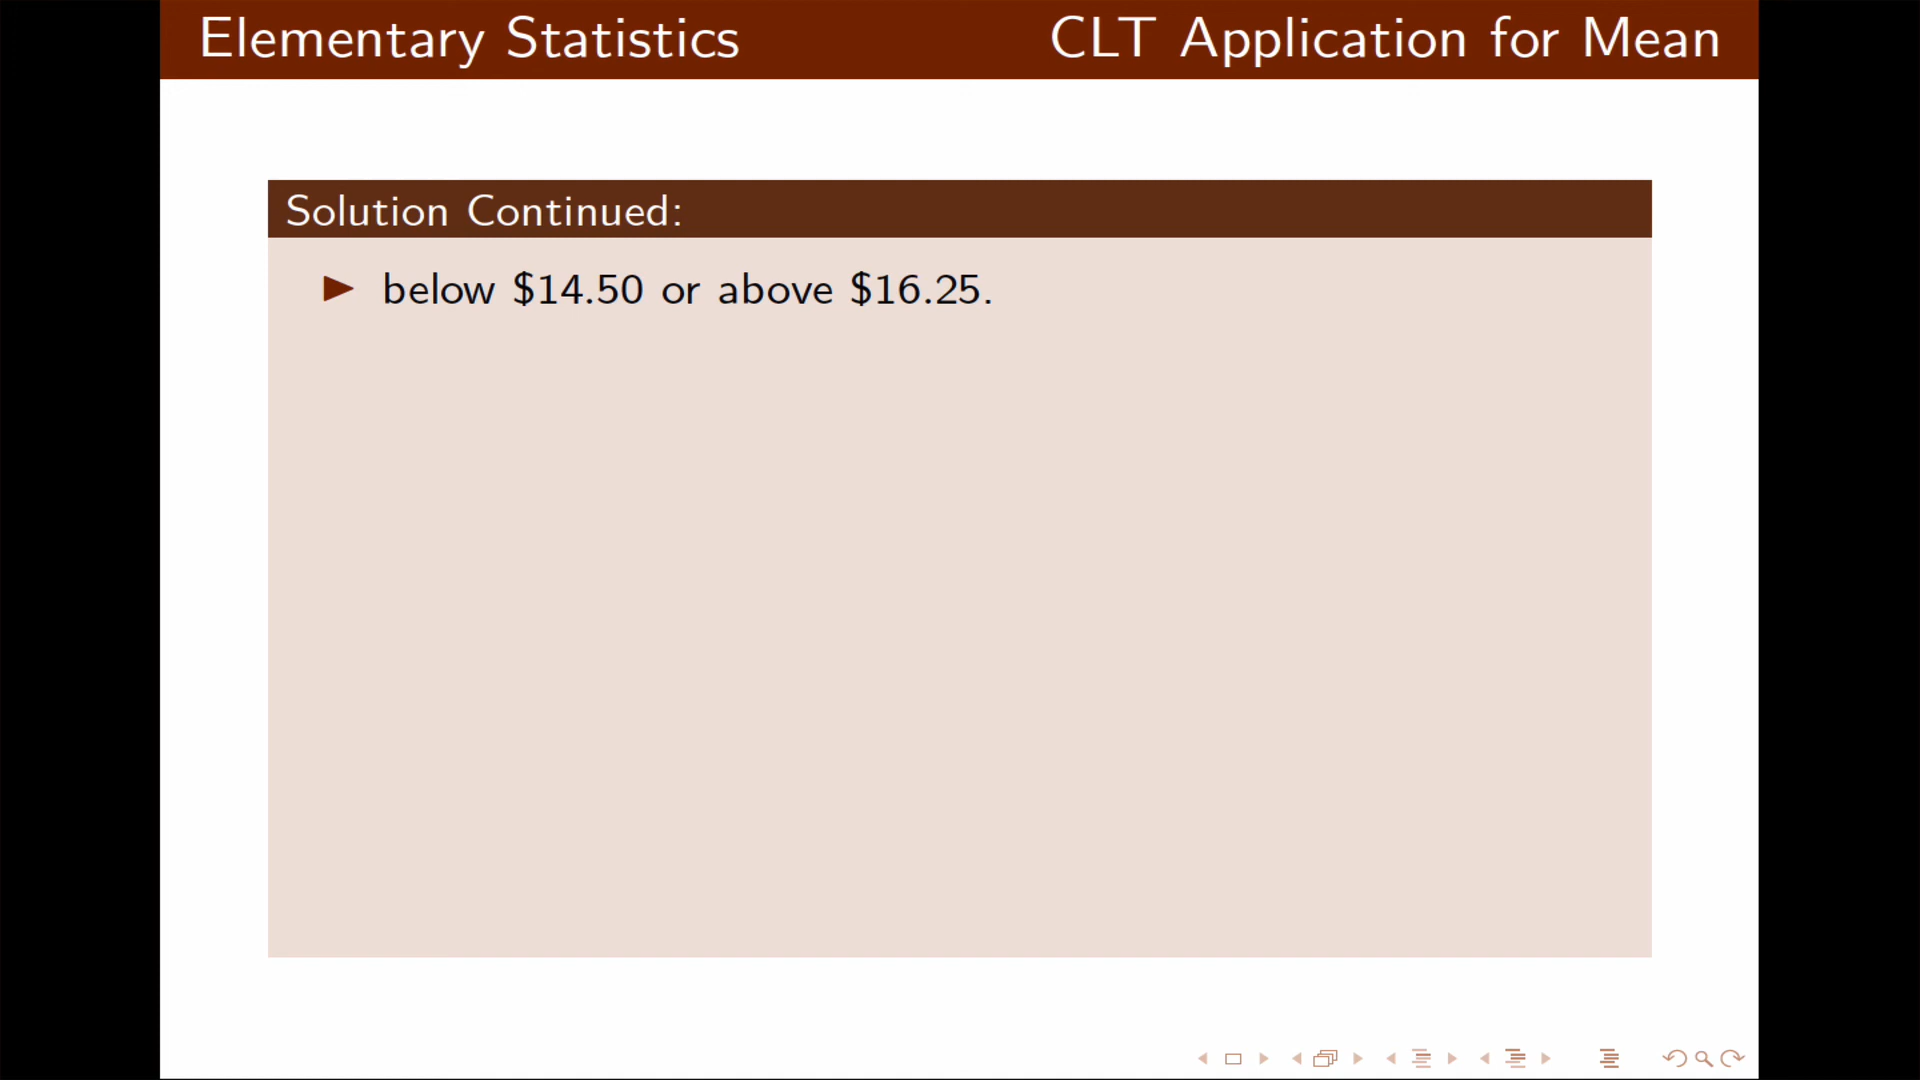 Elementary Statistics CLT Application for Mean
Solution Continued:
below $14.50 or above $16.25.